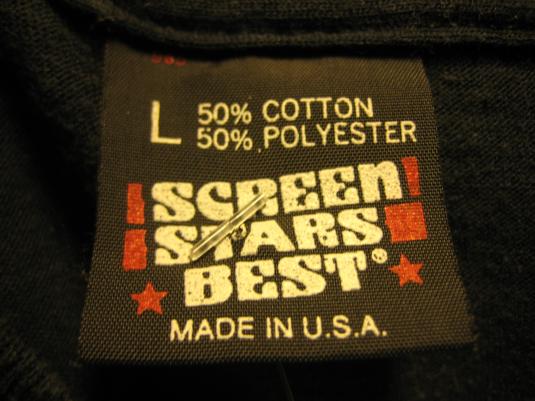 L 50% COTTON
50% POLYESTER
SCREEN
STARS
BEST®
MADE IN U.S.A.